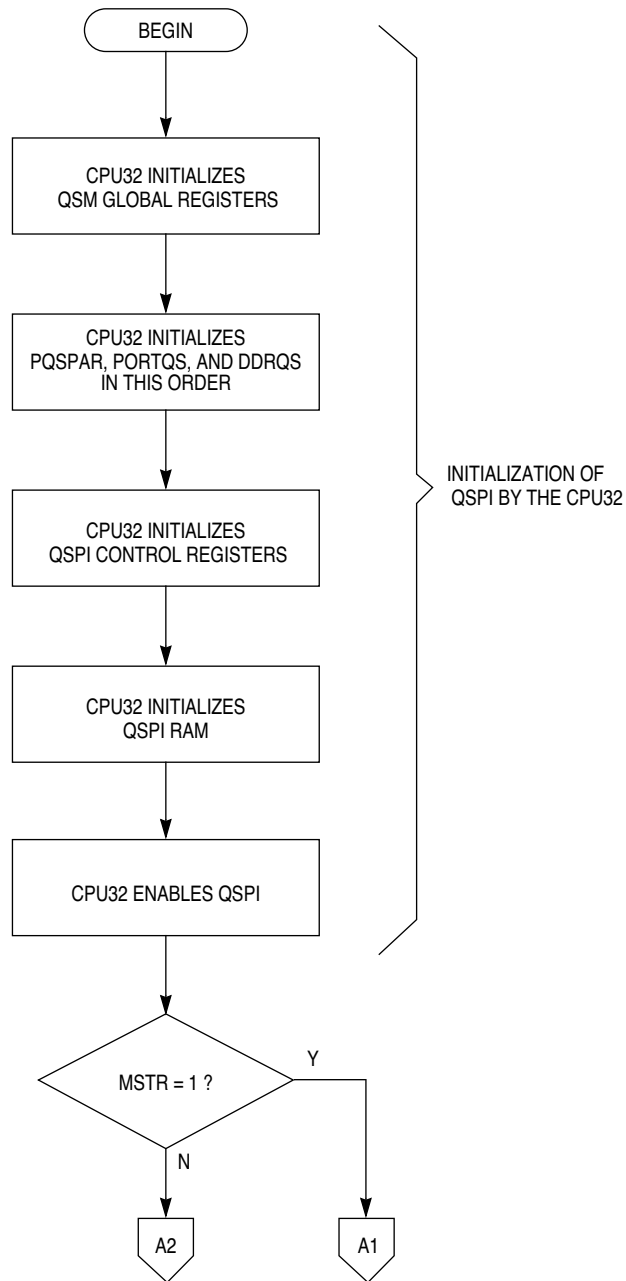 BEGIN
CPU32 INITIALIZES
QSM GLOBAL REGISTERS
CPU32 INITIALIZES
PQSPAR, PORTQS, AND DDRQS
IN THIS ORDER
CPU32 INITIALIZES
QSPI CONTROL REGISTERS
CPU32 INITIALIZES
QSPI RAM
CPU32 ENABLES QSPI
INITIALIZATION OF
QSPI BY THE CPU32
MSTR = 1 ?
Y
N
A2
A1